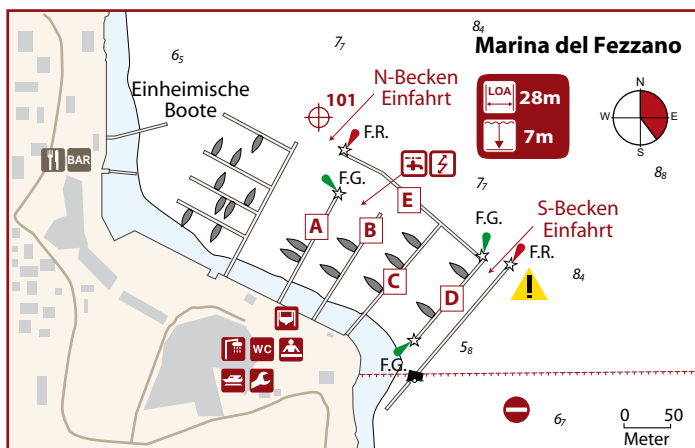 Marina del Fezzano
8₄
7₇
6₅
N-Becken
Einfahrt
LOA
28m
7m
N
W
E
S
Einheimische
Boote
101
F.R.
BAR
8₈
7₇
F.G.
E
A
B
F.G.
S-Becken
Einfahrt
F.R.
C
8₄
D
5₈
WC
F.G.
6₇
0 50
Meter